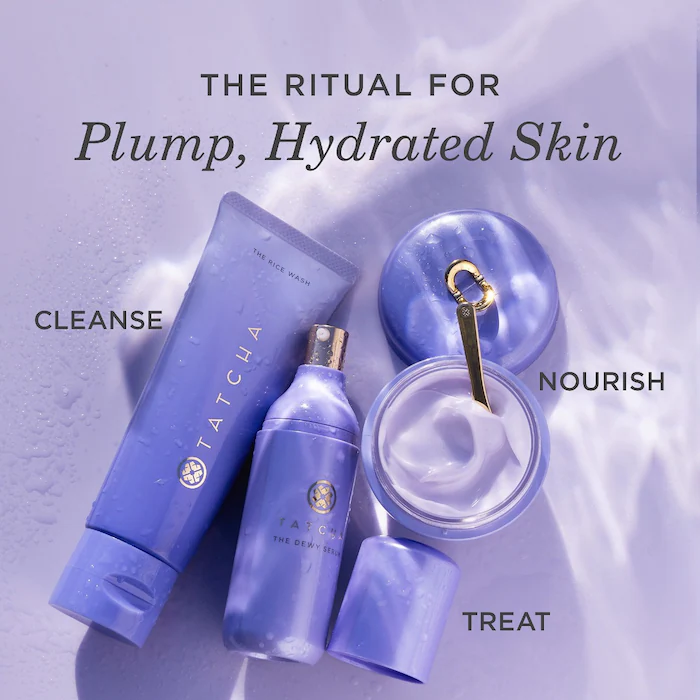 THE RITUAL FOR
Plump, Hydrated Skin
THE RICE WASH
CLEANSE
TATCHA
NOURISH
TATCHA
THE DEWY SERUM
TREAT